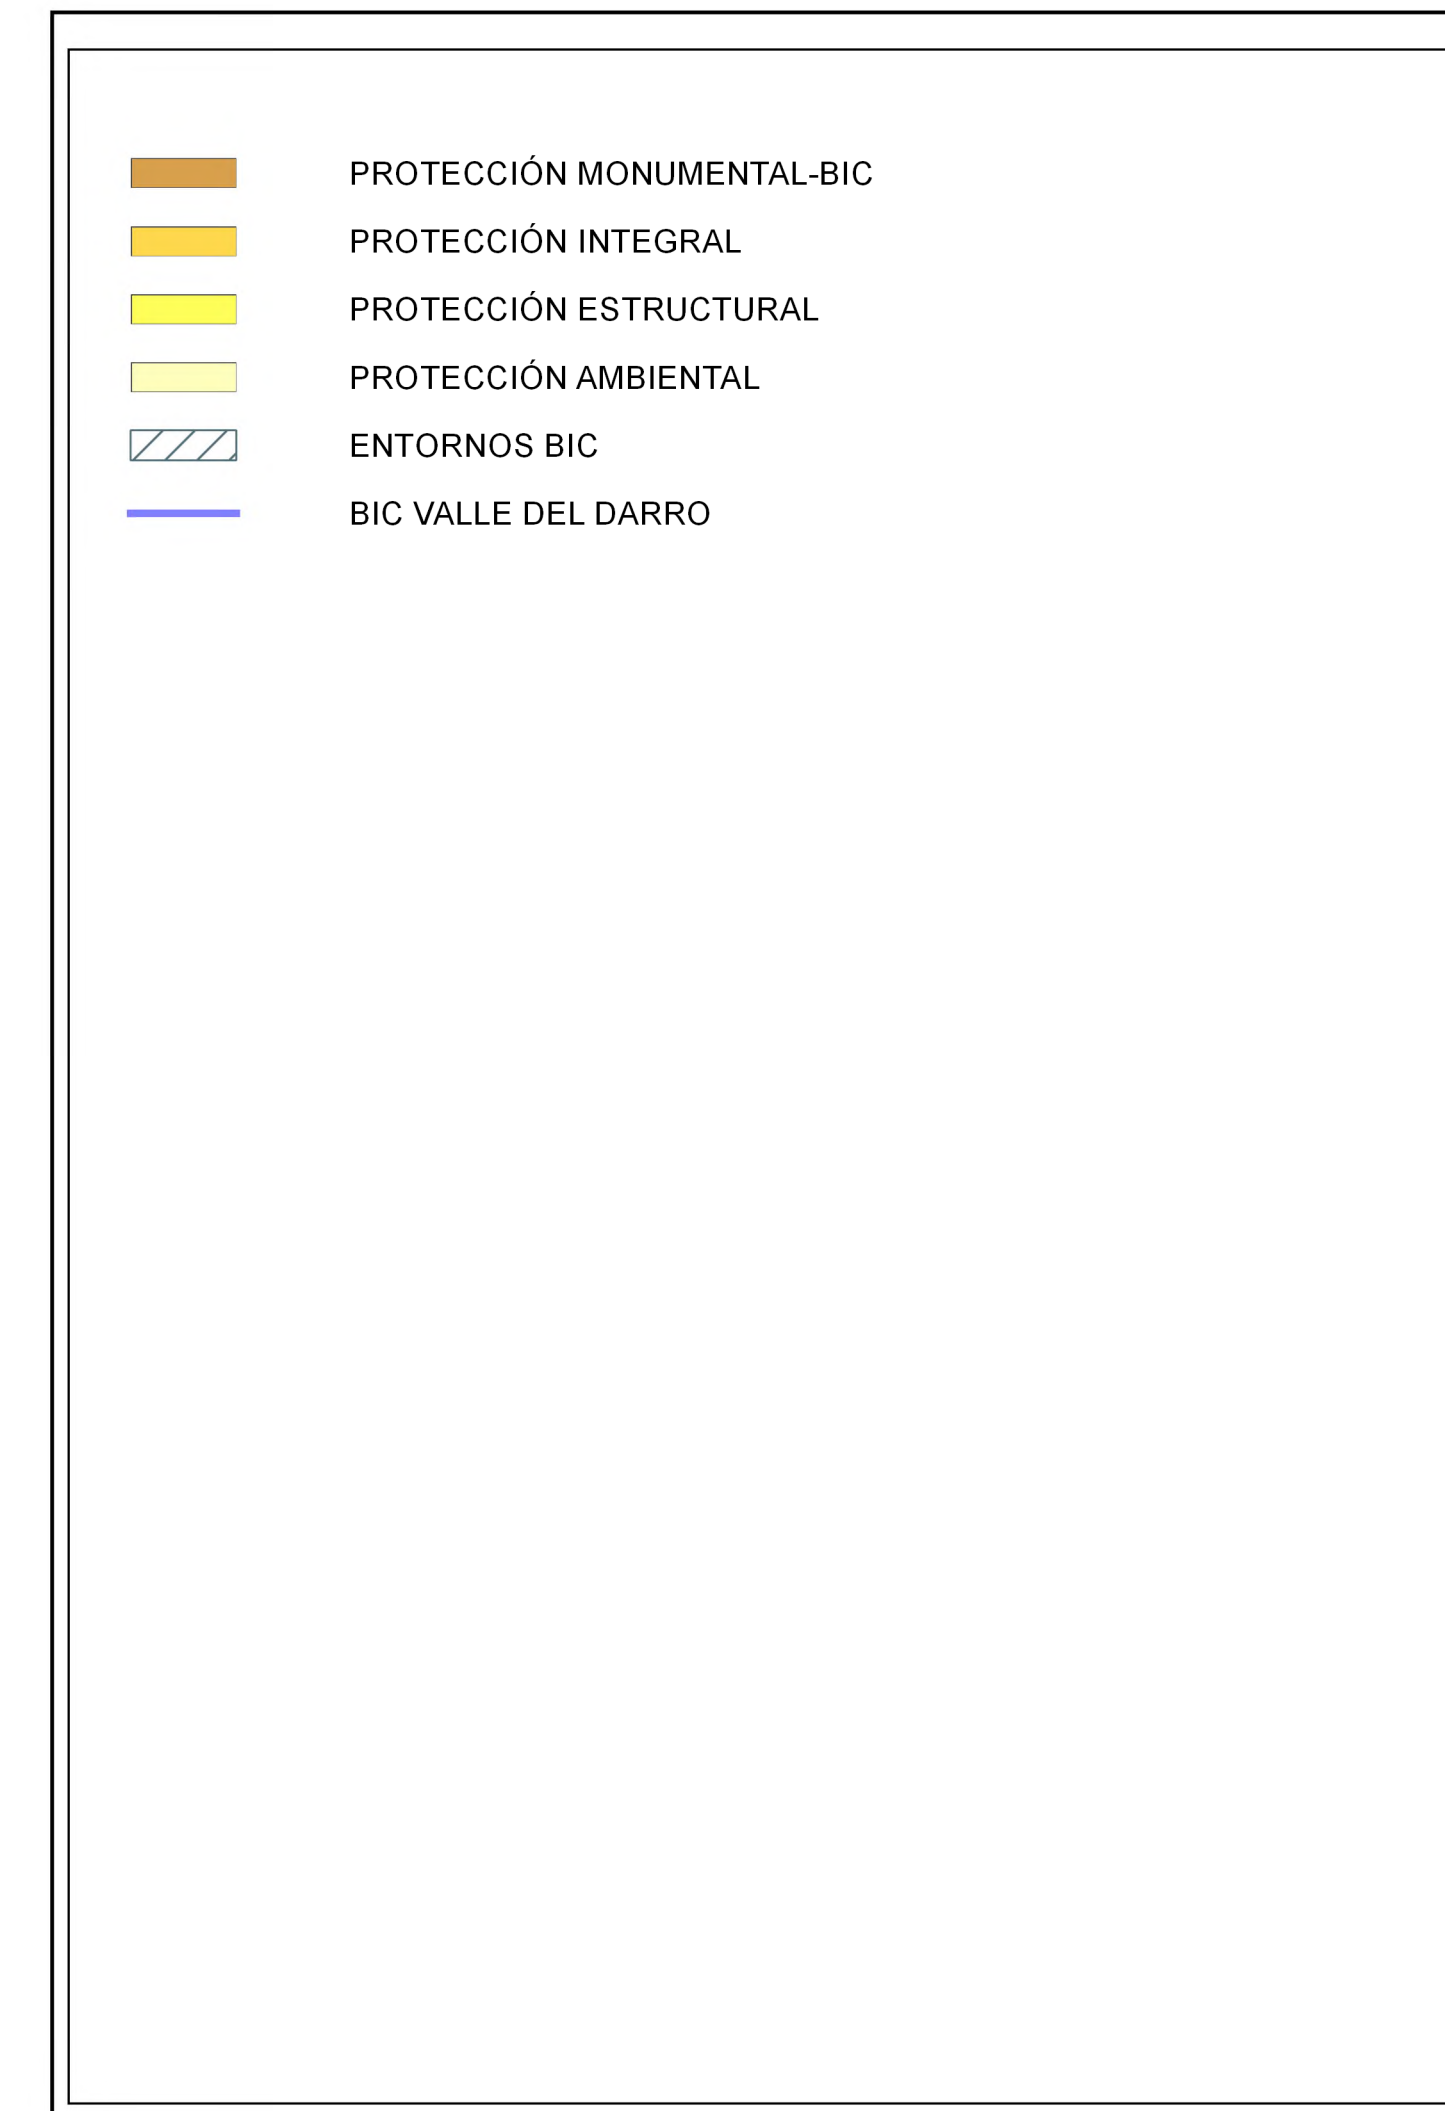 PROTECCIÓN MONUMENTAL-BIC
PROTECCIÓN INTEGRAL
PROTECCIÓN ESTRUCTURAL
PROTECCIÓN AMBIENTAL
ENTORNOS BIC
BIC VALLE DEL DARRO